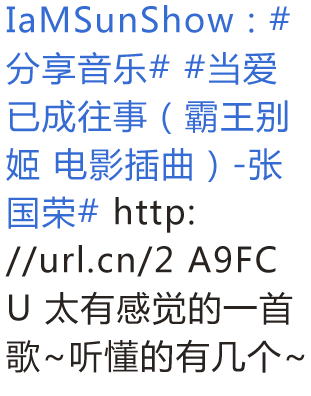 IaMSunShow：#
分享音乐# #当爱
已成往事（霸王别
姬 电影插曲）-张
国荣# http:
//url.cn/2 A9FC
U 太有感觉的一首
歌~听懂的有几个~